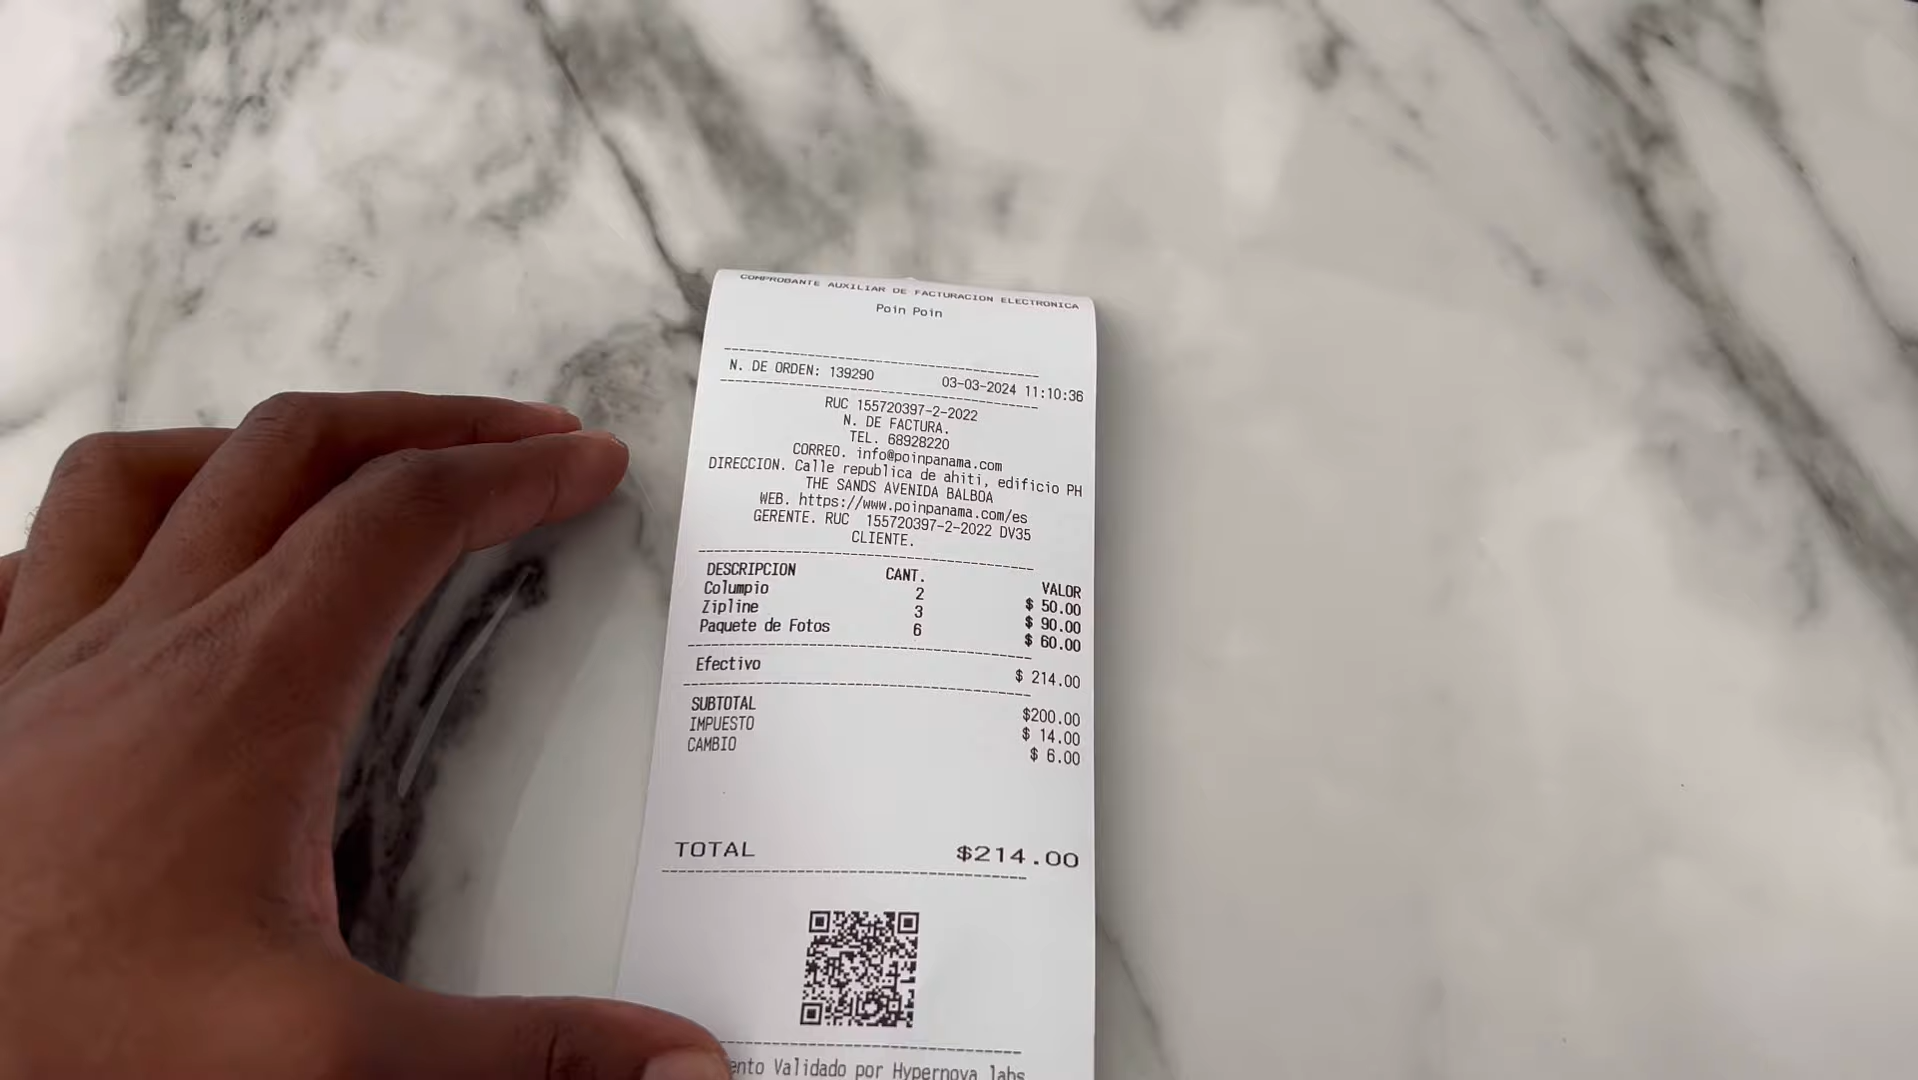 COMPROBANTE AUXILIAR DE FACTURACION ELECTRONICA
Poin Poin
N. DE ORDEN: 139290 03-03-2024 11:10:36
RUC 155720397-2-2022
N. DE FACTURA.
TEL. 68928220
CORREO. info@poinpanama.com
DIRECCION. Calle republica de ahiti, edificio PH
THE SANDS AVENIDA BALBOA
WEB. https://www.poinpanama.com/es
GERENTE. RUC 155720397-2-2022 DV35
CLIENTE.
DESCRIPCION CANT. VALOR
Columpio 2 $ 50.00
Zipline 3 $ 90.00
Paquete de Fotos 6 $ 60.00
Efectivo $ 214.00
SUBTOTAL $200.00
IMPUESTO $ 14.00
CAMBIO $ 6.00
TOTAL $214.00
Validado por Hypernova labs